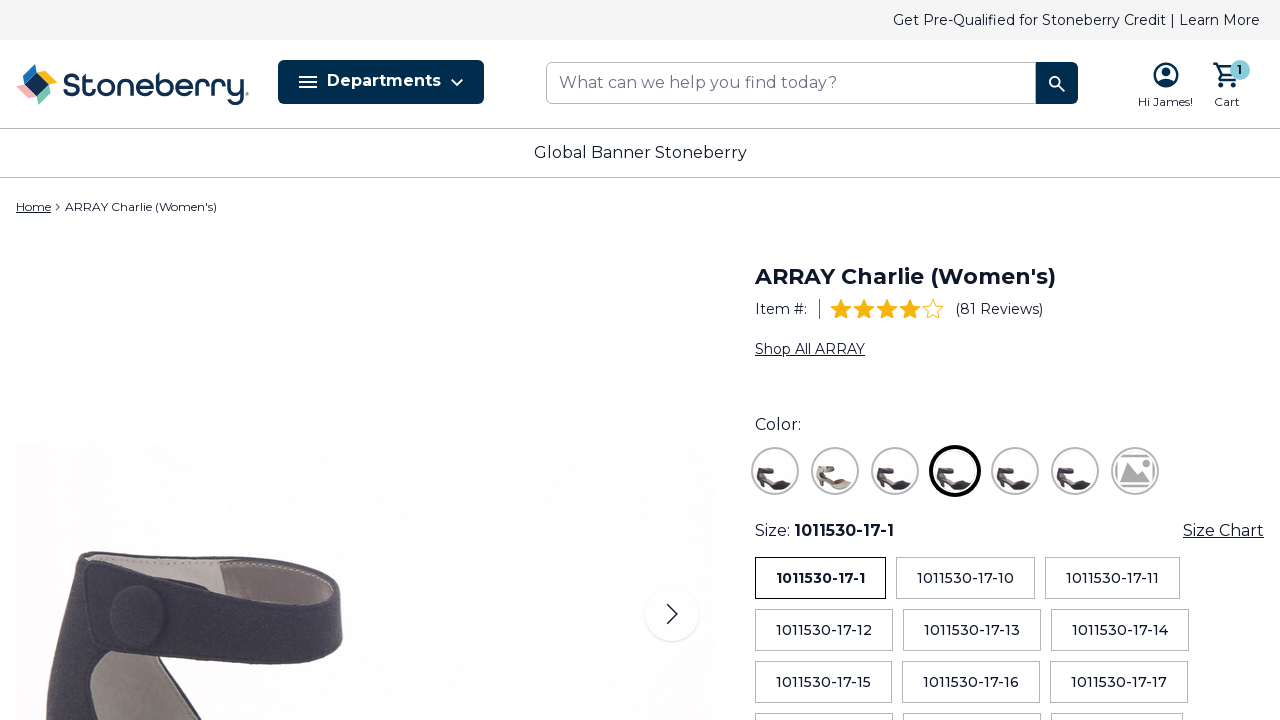 Get Pre-Qualified for Stoneberry Credit | Learn More
Stoneberry®
Departments
What can we help you find today?
Hi James!
1
Cart
Global Banner Stoneberry
Home > ARRAY Charlie (Women's)
ARRAY Charlie (Women's)
Item #: (81 Reviews)
Shop All ARRAY
Color:
Size: 1011530-17-1 Size Chart
1011530-17-1 1011530-17-10 1011530-17-11
1011530-17-12 1011530-17-13 1011530-17-14
1011530-17-15 1011530-17-16 1011530-17-17